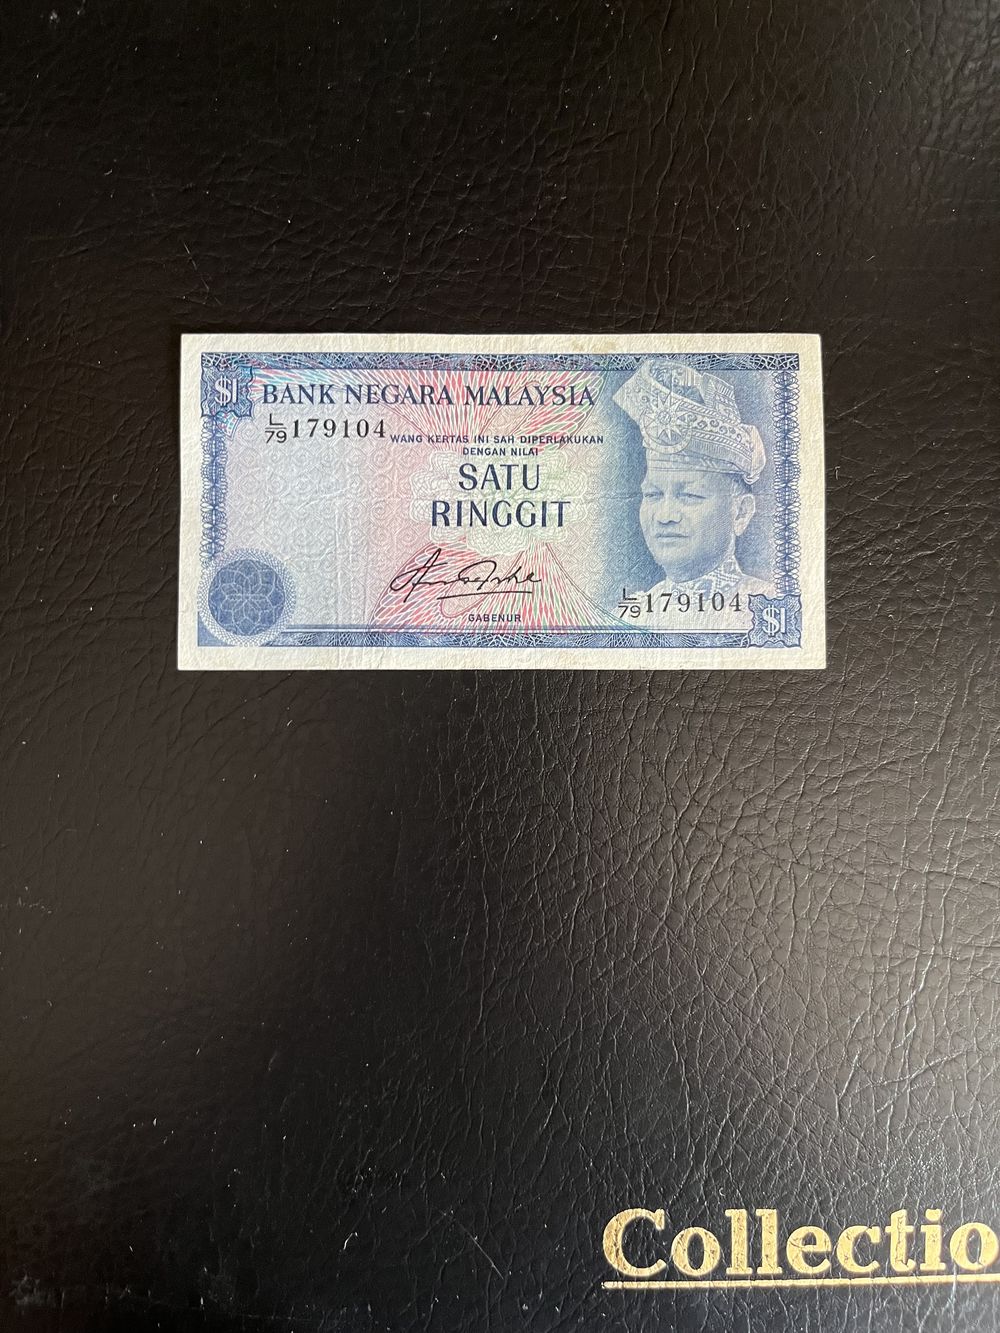 $1
BANK NEGARA MALAYSIA
L/79 179104
WANG KERTAS INI SAH DIPERLAKUKAN
DENGAN NILAI
SATU
RINGGIT
GABENUR
L/79 179104
$1
Collectio